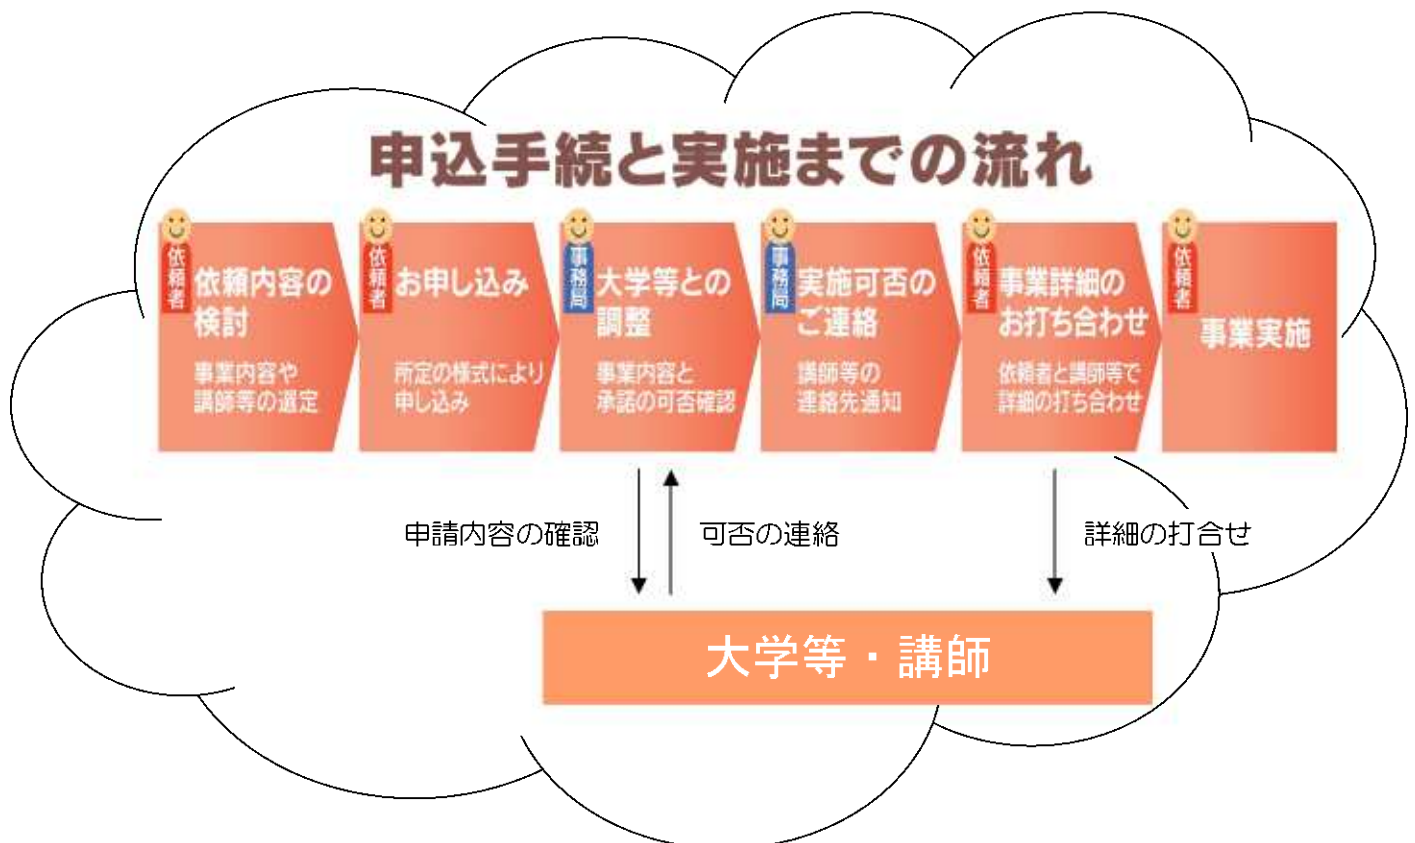 申込手続と実施までの流れ
依頼者
依頼内容の
検討
事業内容や
講師等の選定
依頼者
お申し込み
所定の様式により
申し込み
事務局
大学等との
調整
事業内容と
承諾の可否確認
事務局
実施可否の
ご連絡
講師等の
連絡先通知
依頼者
事業詳細の
お打ち合わせ
依頼者と講師等で
詳細の打ち合わせ
依頼者
事業実施
申請内容の確認
可否の連絡
詳細の打合せ
大学等・講師